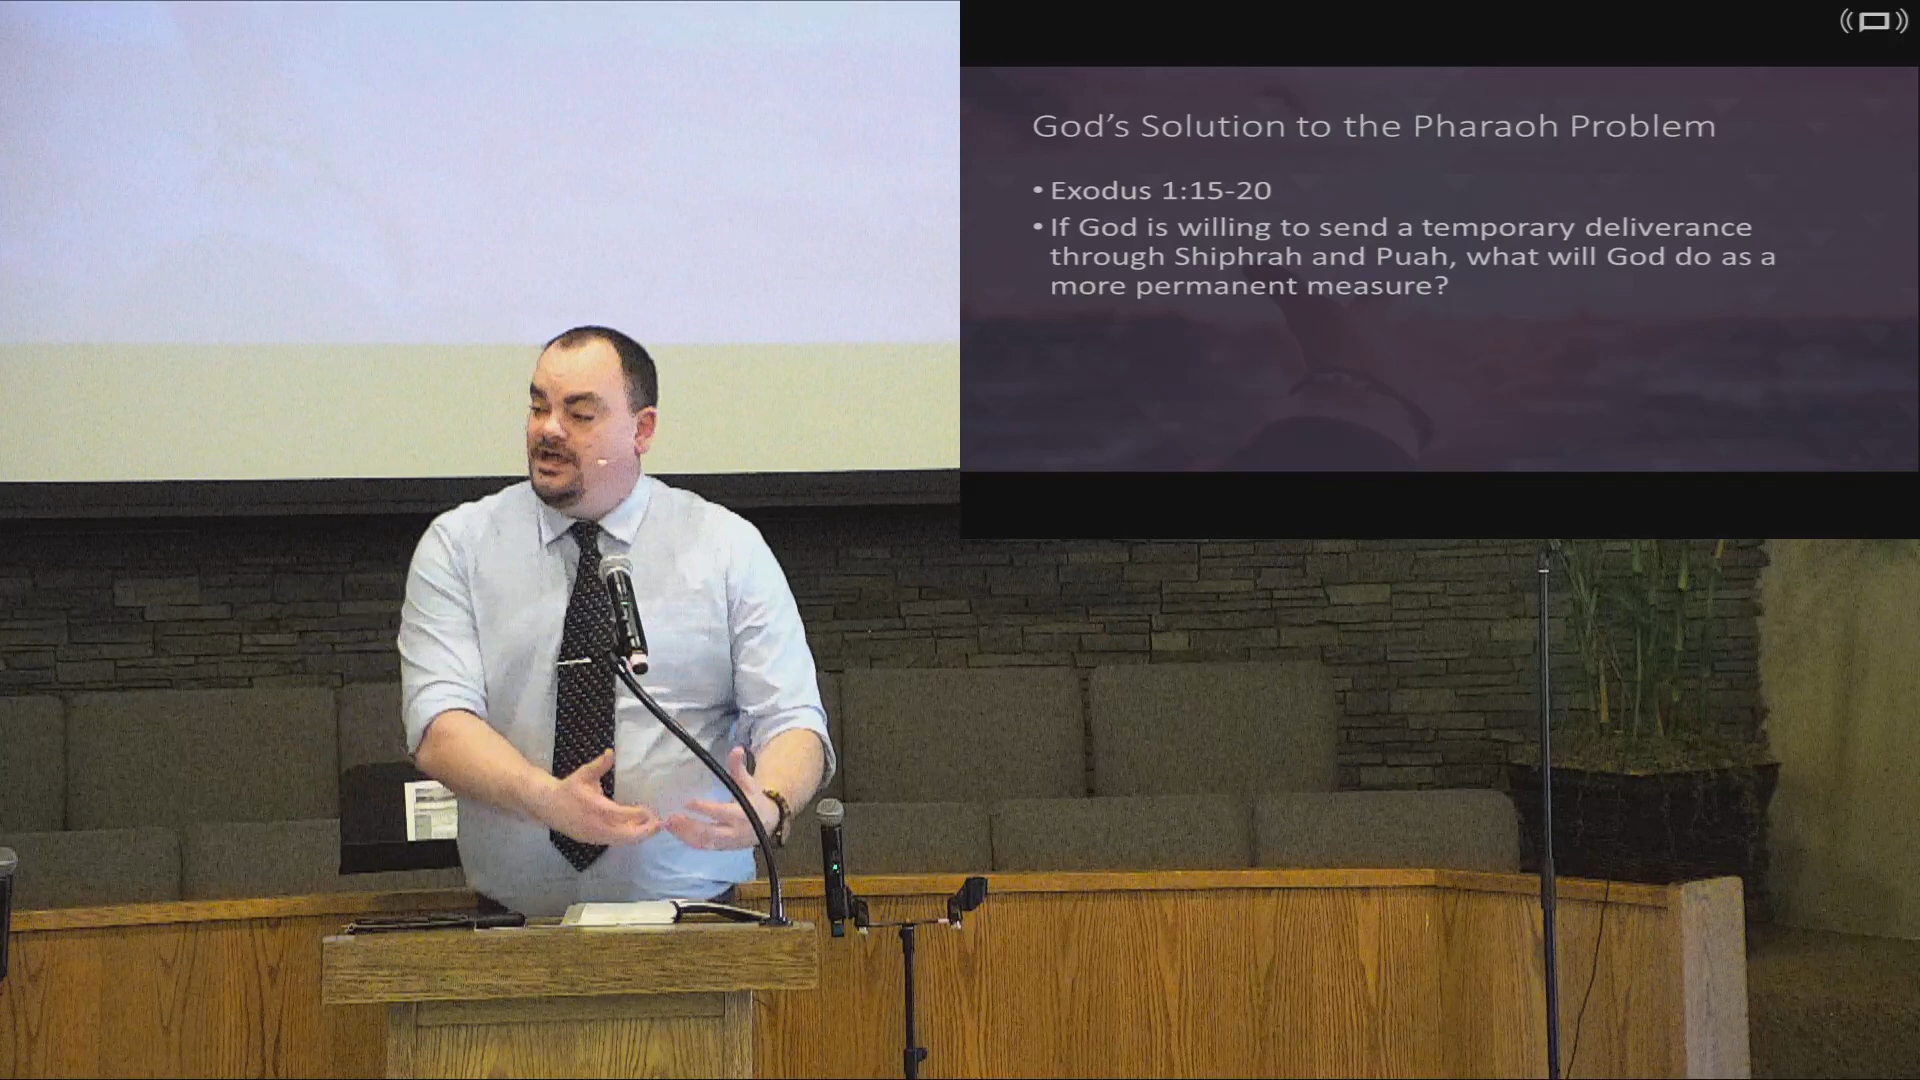 God’s Solution to the Pharaoh Problem
• Exodus 1:15-20
• If God is willing to send a temporary deliverance
through Shiphrah and Puah, what will God do as a
more permanent measure?